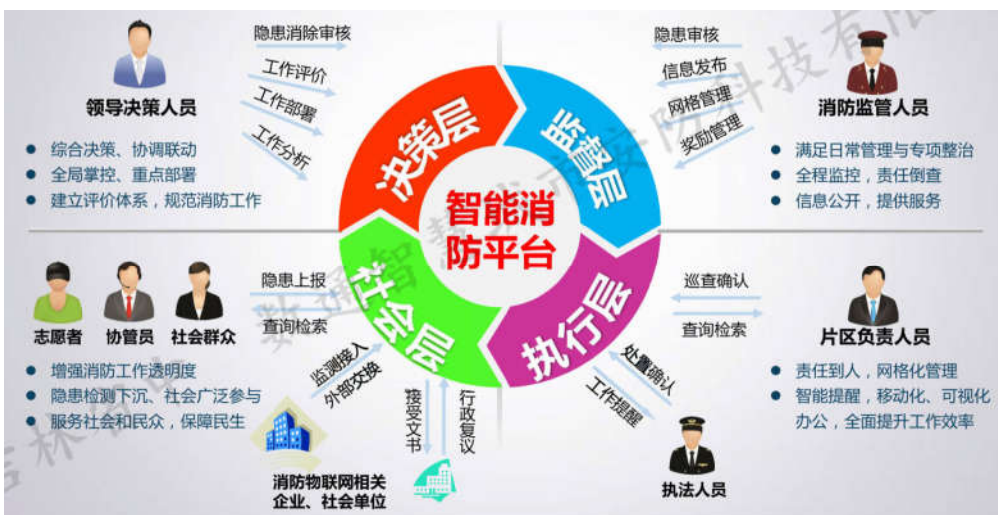 隐患消除审核
工作评价
工作部署
工作分析
领导决策人员
综合决策、协调联动
全局掌控、重点部署
建立评价体系，规范消防工作
决策层
监督层
隐患审核
信息发布
网格管理
奖励管理
消防监管人员
满足日常管理与专项整治
全程监控，责任倒查
信息公开，提供服务
智能消
防平台
志愿者
协管员
社会群众
隐患上报
查询检索
增强消防工作透明度
隐患检测下沉、社会广泛参与
服务社会和民众，保障民生
社会层
监测接入
外部交换
接受文书
行政复议
消防物联网相关
企业、社会单位
执行层
巡查确认
查询检索
片区负责人员
责任到人，网格化管理
智能提醒，移动化、可视化
办公，全面提升工作效率
处置确认
工作提醒
执法人员